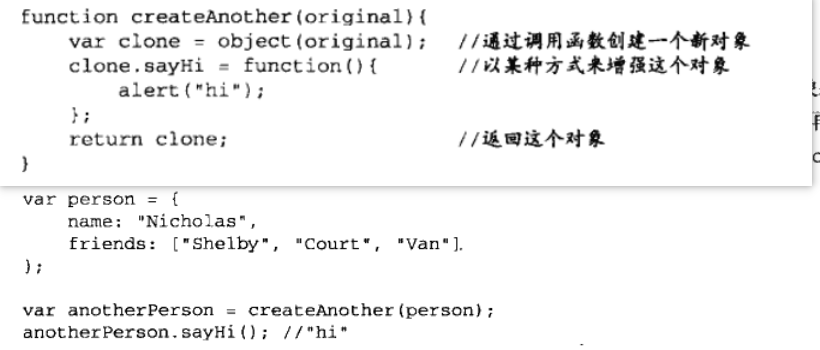 function createAnother(original){
var clone = object(original); //通过调用函数创建一个新对象
clone.sayHi = function(){ //以某种方式来增强这个对象
alert("hi");
};
return clone; //返回这个对象
}
var person = {
name: "Nicholas",
friends: ["Shelby", "Court", "Van"]
};
var anotherPerson = createAnother(person);
anotherPerson.sayHi(); //"hi"